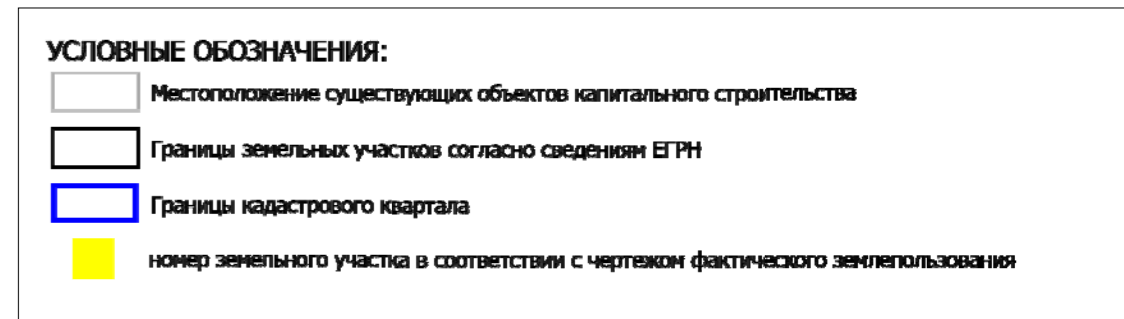 УСЛОВНЫЕ ОБОЗНАЧЕНИЯ:
Местоположение существующих объектов капитального строительства
Границы земельных участков согласно сведениям ЕГРН
Границы кадастрового квартала
номер земельного участка в соответствии с чертежом фактического землепользования